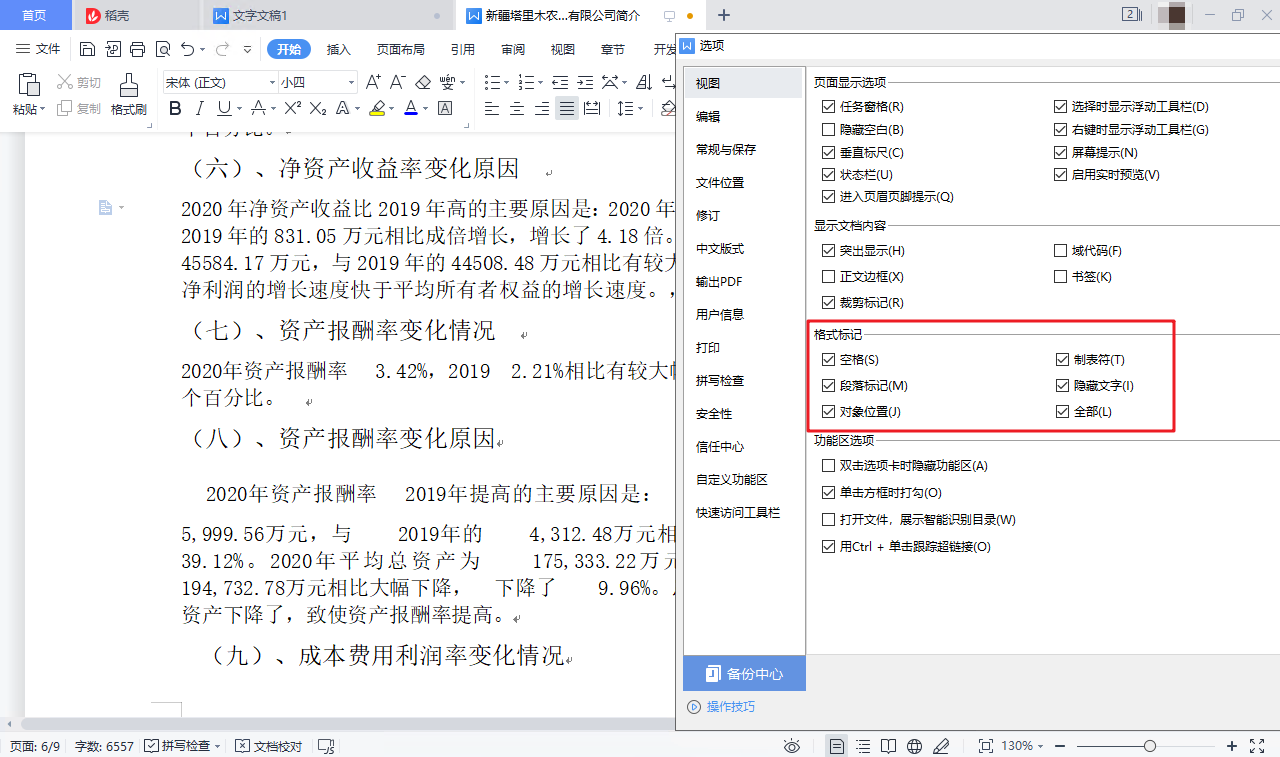 首页
稻壳
文字文稿1
新疆塔里木农...有限公司简介
2
文件
开始
插入
页面布局
引用
审阅
视图
章节
开发
粘贴
剪切
复制
格式刷
宋体 (正文)
小四
选项
视图
编辑
常规与保存
文件位置
修订
中文版式
输出PDF
用户信息
打印
拼写检查
安全性
信任中心
自定义功能区
快速访问工具栏
备份中心
操作技巧
页面显示选项
任务窗格(R)
选择时显示浮动工具栏(D)
隐藏空白(B)
右键时显示浮动工具栏(G)
垂直标尺(C)
屏幕提示(N)
状态栏(U)
启用实时预览(V)
进入页眉页脚提示(Q)
显示文档内容
突出显示(H)
域代码(F)
正文边框(X)
书签(K)
裁剪标记(R)
格式标记
空格(S)
制表符(T)
段落标记(M)
隐藏文字(I)
对象位置(J)
全部(L)
功能区选项
双击选项卡时隐藏功能区(A)
单击方框时打勾(O)
打开文件，展示智能识别目录(W)
用Ctrl + 单击跟踪超链接(O)
（六）、净资产收益率变化原因
2020 年净资产收益比 2019 年高的主要原因是：2020 年
2019 年的 831.05 万元相比成倍增长，增长了 4.18 倍。
45584.17 万元，与 2019 年的 44508.48 万元相比有较大
净利润的增长速度快于平均所有者权益的增长速度。，
（七）、资产报酬率变化情况
2020年资产报酬率 3.42%，2019 2.21%相比有较大幅
个百分比。
（八）、资产报酬率变化原因
2020年资产报酬率 2019年提高的主要原因是：
5,999.56万元，与 2019年的 4,312.48万元相
39.12%。2020年平均总资产为 175,333.22万元
194,732.78万元相比大幅下降， 下降了 9.96%。
资产下降了，致使资产报酬率提高。
（九）、成本费用利润率变化情况
页面: 6/9
字数: 6557
拼写检查
文档校对
130%